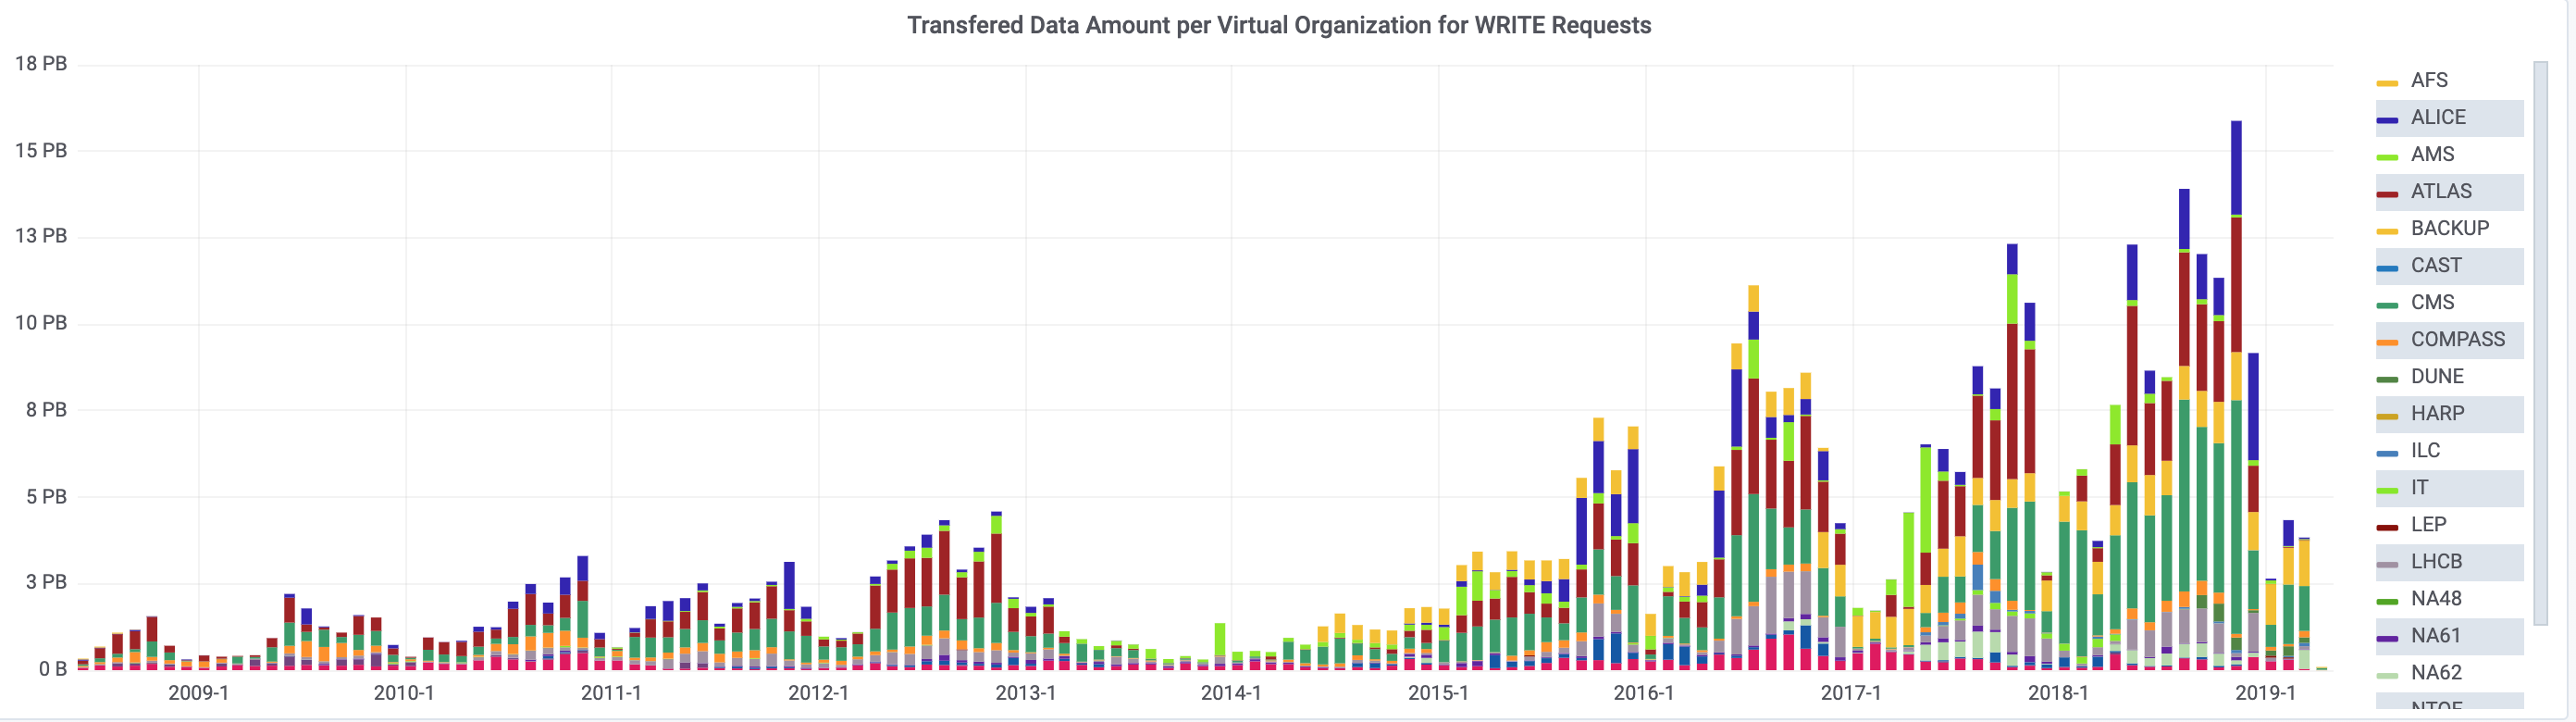 Transfered Data Amount per Virtual Organization for WRITE Requests
18 PB
15 PB
13 PB
10 PB
8 PB
5 PB
3 PB
0 B
2009-1
2010-1
2011-1
2012-1
2013-1
2014-1
2015-1
2016-1
2017-1
2018-1
2019-1
AFS
ALICE
AMS
ATLAS
BACKUP
CAST
CMS
COMPASS
DUNE
HARP
ILC
IT
LEP
LHCB
NA48
NA61
NA62